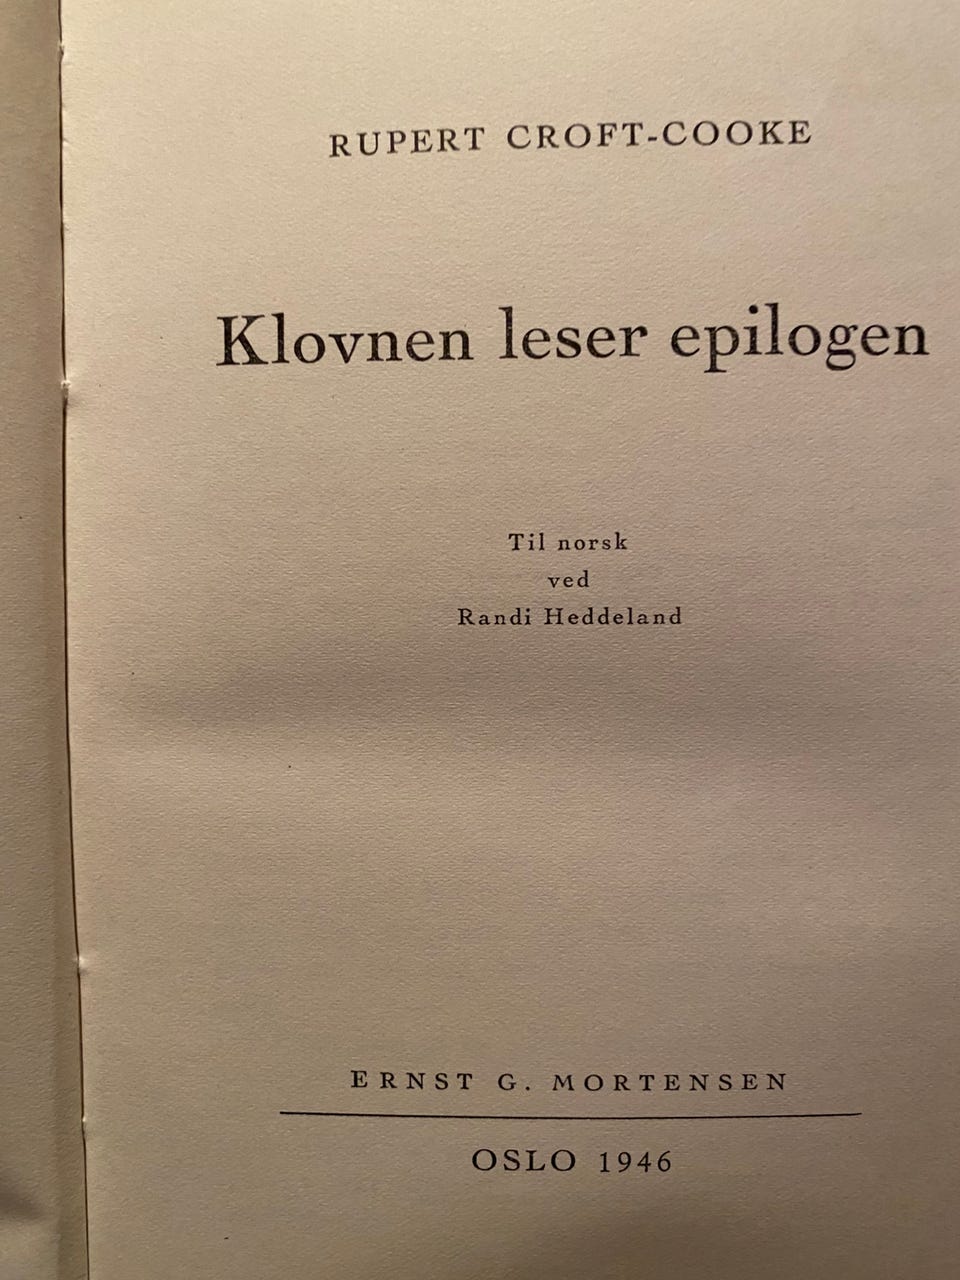 RUPERT CROFT-COOKE
Klovnen leser epilogen
Til norsk
ved
Randi Heddeland
ERNST G. MORTENSEN
OSLO 1946